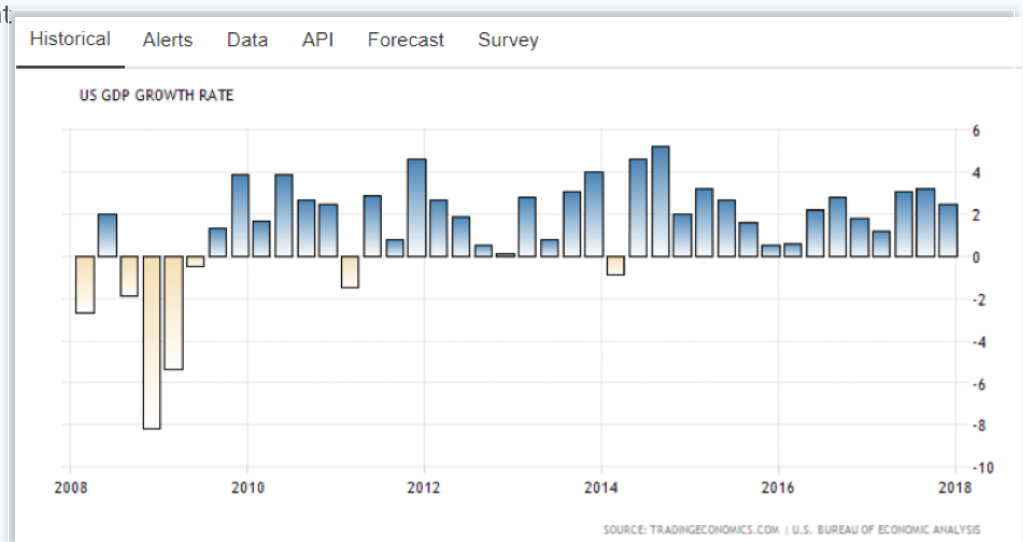 nt
Historical Alerts Data API Forecast Survey
US GDP GROWTH RATE
6
4
2
0
-2
-4
-6
-8
-10
2008 2010 2012 2014 2016 2018
SOURCE: TRADINGECONOMICS.COM | U.S. BUREAU OF ECONOMIC ANALYSIS